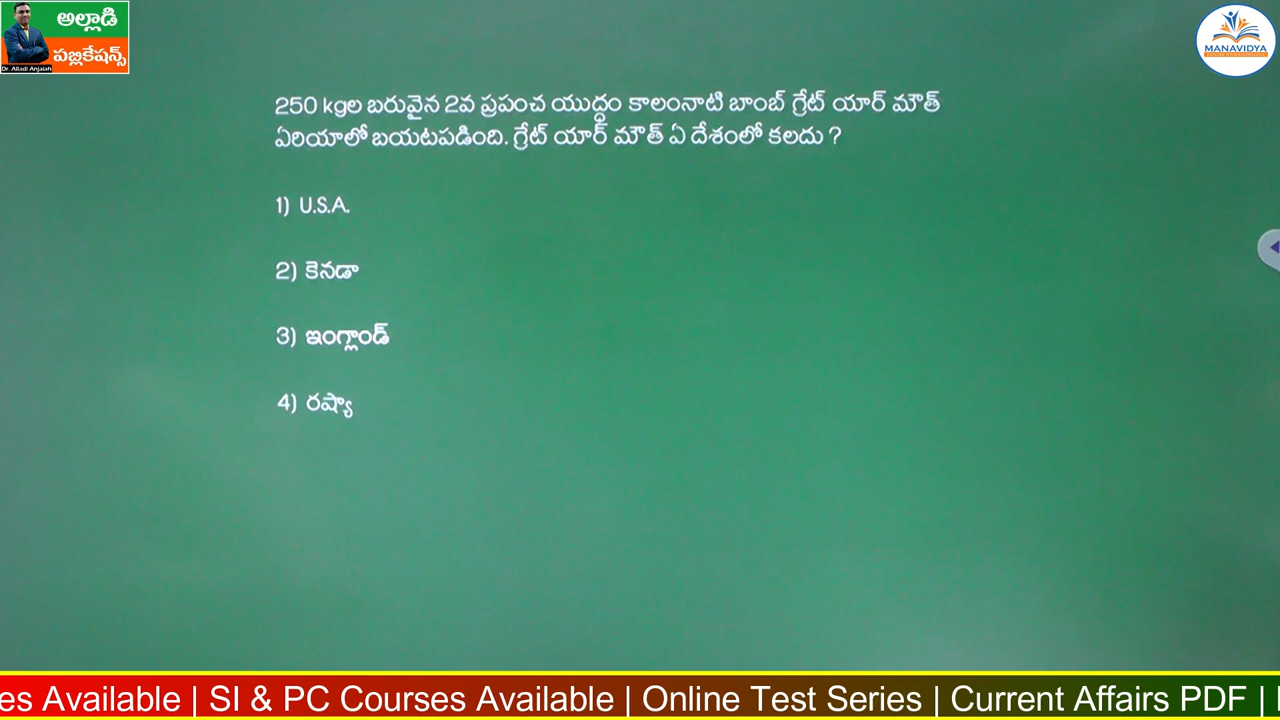 అల్లాడి
పబ్లికేషన్స్
Dr. Alladi Anjaiah
MANAVIDYA
250 kgల బరువైన 2వ ప్రపంచ యుద్ధం కాలంనాటి బాంబ్ గ్రేట్ యార్ మౌత్
ఏరియాలో బయటపడింది. గ్రేట్ యార్ మౌత్ ఏ దేశంలో కలదు ?
1) U.S.A.
2) కెనడా
3) ఇంగ్లాండ్
4) రష్యా
es Available | SI & PC Courses Available | Online Test Series | Current Affairs PDF |